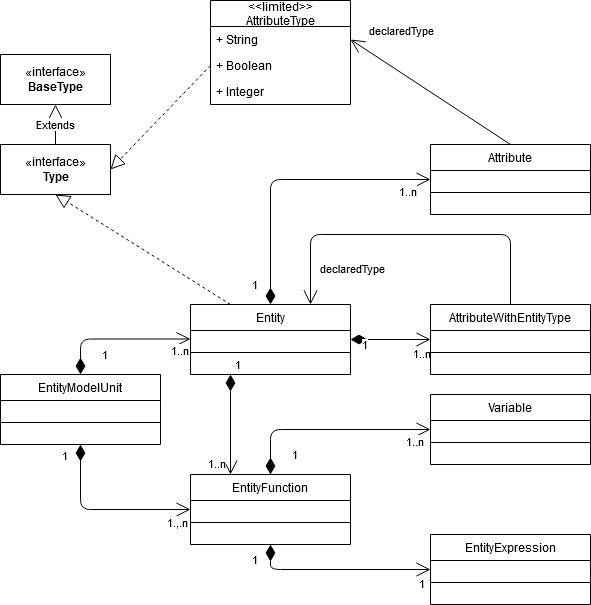 <<limited>>
AttributeType
+ String
+ Boolean
+ Integer
declaredType
«interface»
BaseType
Extends
«interface»
Type
Attribute
1..n
1
declaredType
Entity
AttributeWithEntityType
1
1..n
1..n
1
1
EntityModelUnit
Variable
1
1
1..n
1..n
EntityFunction
1.,.n
EntityExpression
1
1